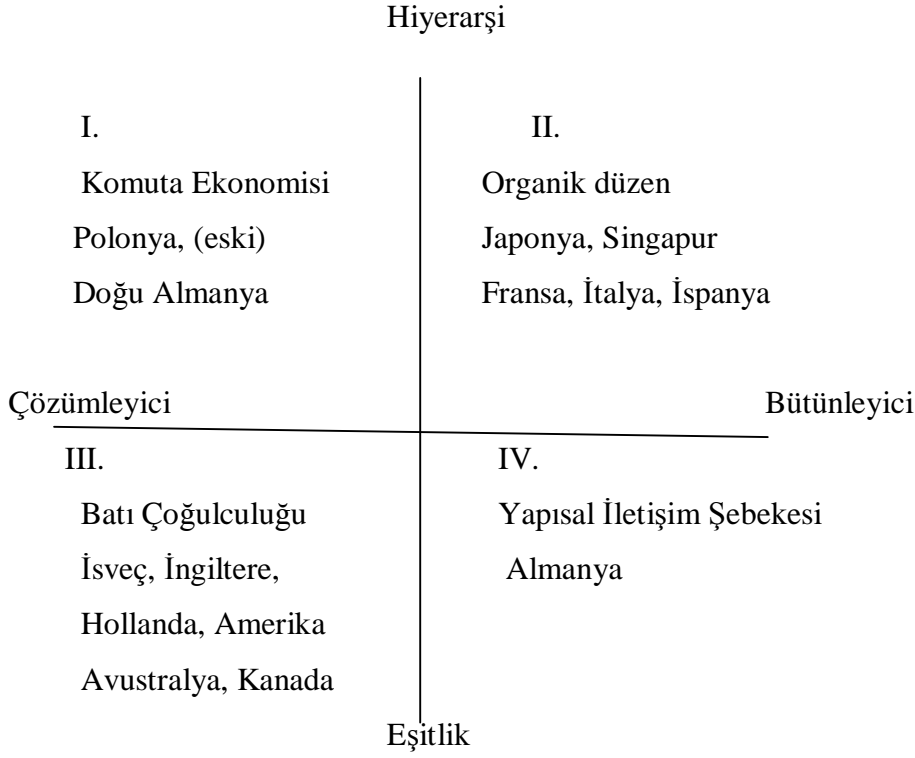 Hiyerarşi
I.
Komuta Ekonomisi
Polonya, (eski)
Doğu Almanya
II.
Organik düzen
Japonya, Singapur
Fransa, İtalya, İspanya
Çözümleyici
Bütünleyici
III.
Batı Çoğulculuğu
İsveç, İngiltere,
Hollanda, Amerika
Avustralya, Kanada
IV.
Yapısal İletişim Şebekesi
Almanya
Eşitlik